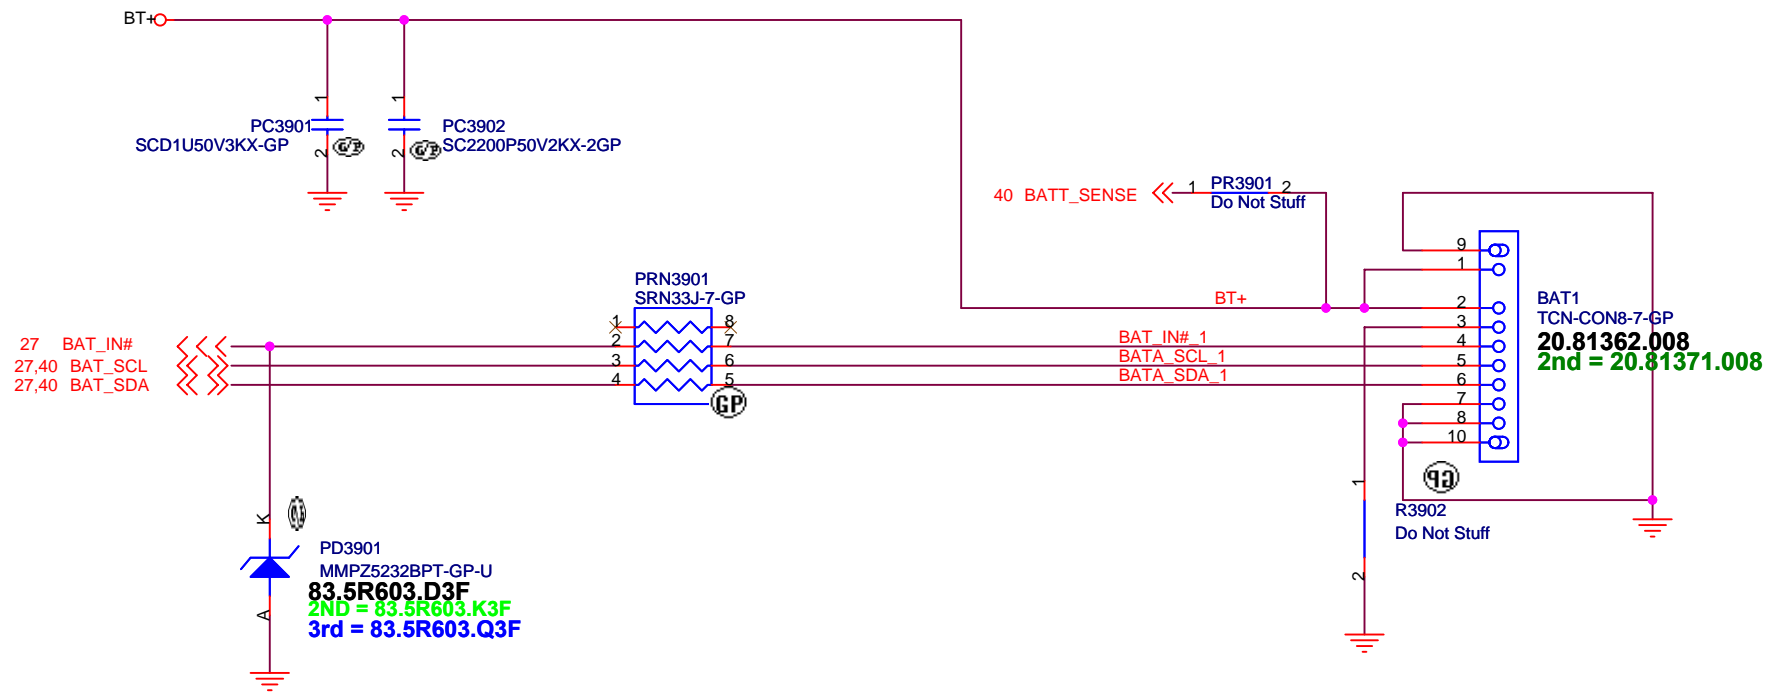 BT+
1
1
PC3901
SCD1U50V3KX-GP
2
G/P
PC3902
SC2200P50V2KX-2GP
2
G/P
40 BATT_SENSE
1
PR3901
2
Do Not Stuff
9
1
BT+
2
3
BAT_IN#_1
4
BATA_SCL_1
5
BATA_SDA_1
6
7
8
10
BAT1
TCN-CON8-7-GP
20.81362.008
2nd = 20.81371.008
GP
PRN3901
SRN33J-7-GP
1
8
2
7
3
6
4
5
GP
27 BAT_IN#
27,40 BAT_SCL
27,40 BAT_SDA
K
PD3901
MMPZ5232BPT-GP-U
83.5R603.D3F
2ND = 83.5R603.K3F
3rd = 83.5R603.Q3F
A
1
R3902
Do Not Stuff
2